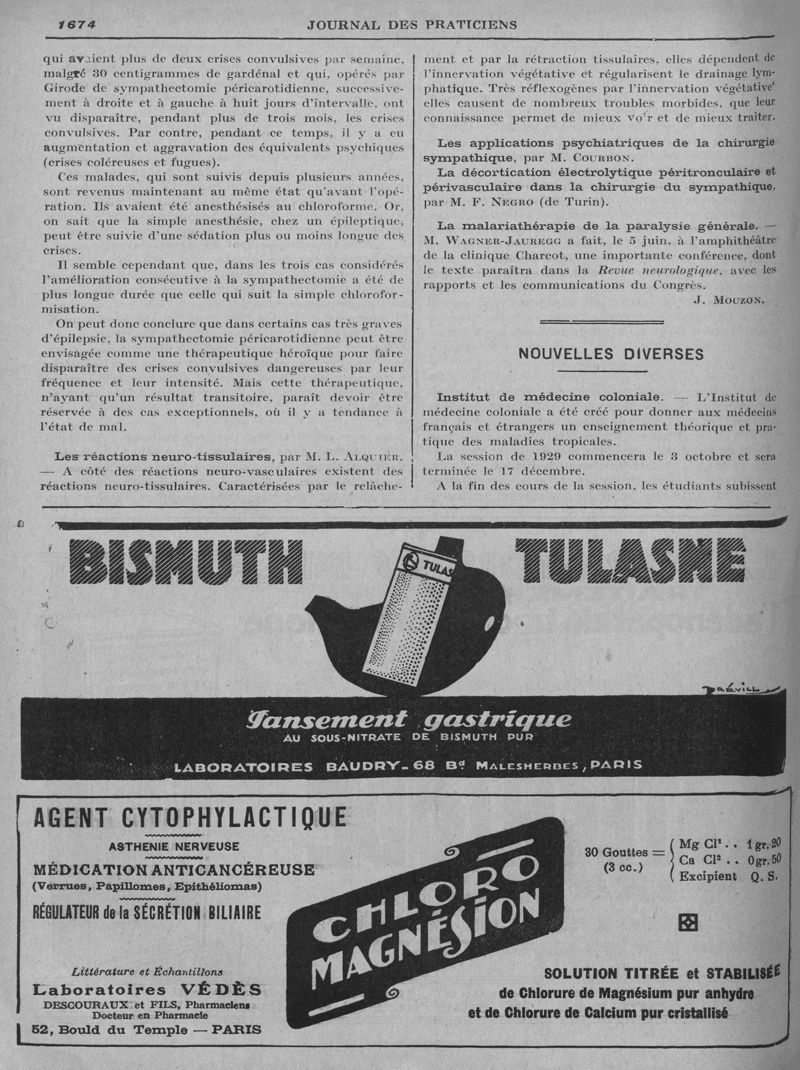 1674
JOURNAL DES PRATICIENS
qui avaient plus de deux crises convulsives par semaine,
malgré 30 centigrammes de gardénal et qui, opérés par
Girode de sympathectomie péricarotidienne, successive-
ment à droite et à gauche à huit jours d'intervalle, ont
vu disparaître, pendant plus de trois mois, les crises
convulsives. Par contre, pendant ce temps, il y a eu
augmentation et aggravation des équivalents psychiques
(crises coléreuses et fugues).
Ces malades, qui sont suivis depuis plusieurs années,
sont revenus maintenant au même état qu'avant l'opé-
ration. Ils avaient été anesthésisés au chloroforme. Or,
on sait que la simple anesthésie, chez un épileptique,
peut être suivie d'une sédation plus ou moins longue des
crises.
Il semble cependant que, dans les trois cas considérés
l'amélioration consécutive à la sympathectomie a été de
plus longue durée que celle qui suit la simple chlorofor-
misation.
On peut donc conclure que dans certains cas très graves
d'épilepsie, la sympathectomie péricarotidienne peut être
envisagée comme une thérapeutique héroïque pour faire
disparaître des crises convulsives dangereuses par leur
fréquence et leur intensité. Mais cette thérapeutique,
n'ayant qu'un résultat transitoire, paraît devoir être
réservée à des cas exceptionnels, où il y a tendance à
l'état de mal.
Les réactions neuro-tissulaires, par M. L. ALQUIER.
— A côté des réactions neuro-vasculaires existent des
réactions neuro-tissulaires. Caractérisées par le relâche-
ment et par la rétraction tissulaires, elles dépendent de
l'innervation végétative et régularisent le drainage lym-
phatique. Très réflexogènes par l'innervation végétative
elles causent de nombreux troubles morbides, que leur
connaissance permet de mieux vo'r et de mieux traiter.
Les applications psychiatriques de la chirurgie
sympathique, par M. COURBON.
La décortication électrolytique péritronculaire et
périvasculaire dans la chirurgie du sympathique,
par M. F. NEGRO (de Turin).
La malariathérapie de la paralysie générale. —
M. WAGNER-JAUREGG a fait, le 5 juin, à l'amphithéâtre
de la clinique Charcot, une importante conférence, dont
le texte paraîtra dans la Revue neurologique, avec les
rapports et les communications du Congrès.
J. MOUZON.
NOUVELLES DIVERSES
Institut de médecine coloniale. — L'Institut de
médecine coloniale a été créé pour donner aux médecins
français et étrangers un enseignement théorique et pra-
tique des maladies tropicales.
La session de 1929 commencera le 3 octobre et sera
terminée le 17 décembre.
A la fin des cours de la session, les étudiants subissent
BISMUTH TULASNE
TULAS
Pansement gastrique
AU SOUS-NITRATE DE BISMUTH PUR
LABORATOIRES BAUDRY_68 Bd MALESHERBES, PARIS
AGENT CYTOPHYLACTIQUE
ASTHENIE NERVEUSE
MÉDICATION ANTICANCÉREUSE
(Verrues, Papillomes, Epithéliomas)
RÉGULATEUR de la SÉCRÉTION BILIAIRE
Littérature et Échantillons
Laboratoires VÉDÈS
DESCOURAUX et FILS, Pharmaciens
Docteur en Pharmacie
52, Bould du Temple — PARIS
CHLORO
MAGNÉSION
30 Gouttes =
(3 cc.)
Mg Cl² . . 1 gr. 20
Ca Cl² . . 0 gr. 50
Excipient Q. S.
SOLUTION TITRÉE et STABILISÉE
de Chlorure de Magnésium pur anhydre
et de Chlorure de Calcium pur cristallisé